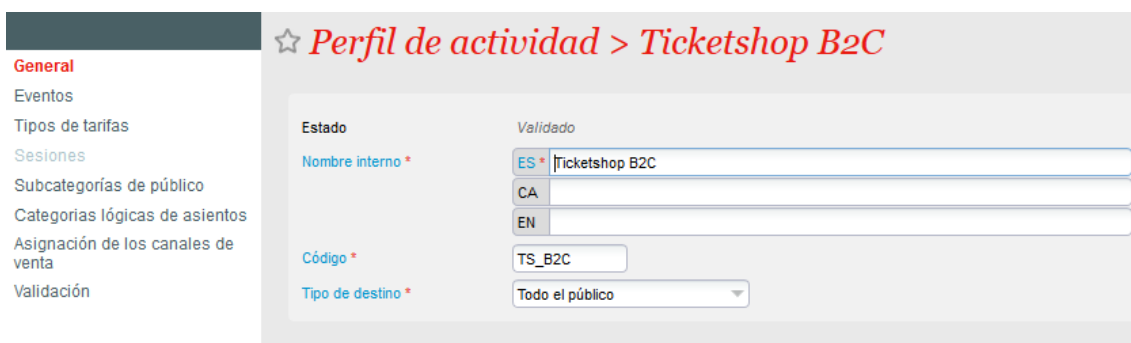 Perfil de actividad > Ticketshop B2C
General
Eventos
Tipos de tarifas
Sesiones
Subcategorías de público
Categorias lógicas de asientos
Asignación de los canales de
venta
Validación
Estado Validado
Nombre interno * ES * Ticketshop B2C
CA
EN
Código * TS_B2C
Tipo de destino * Todo el público